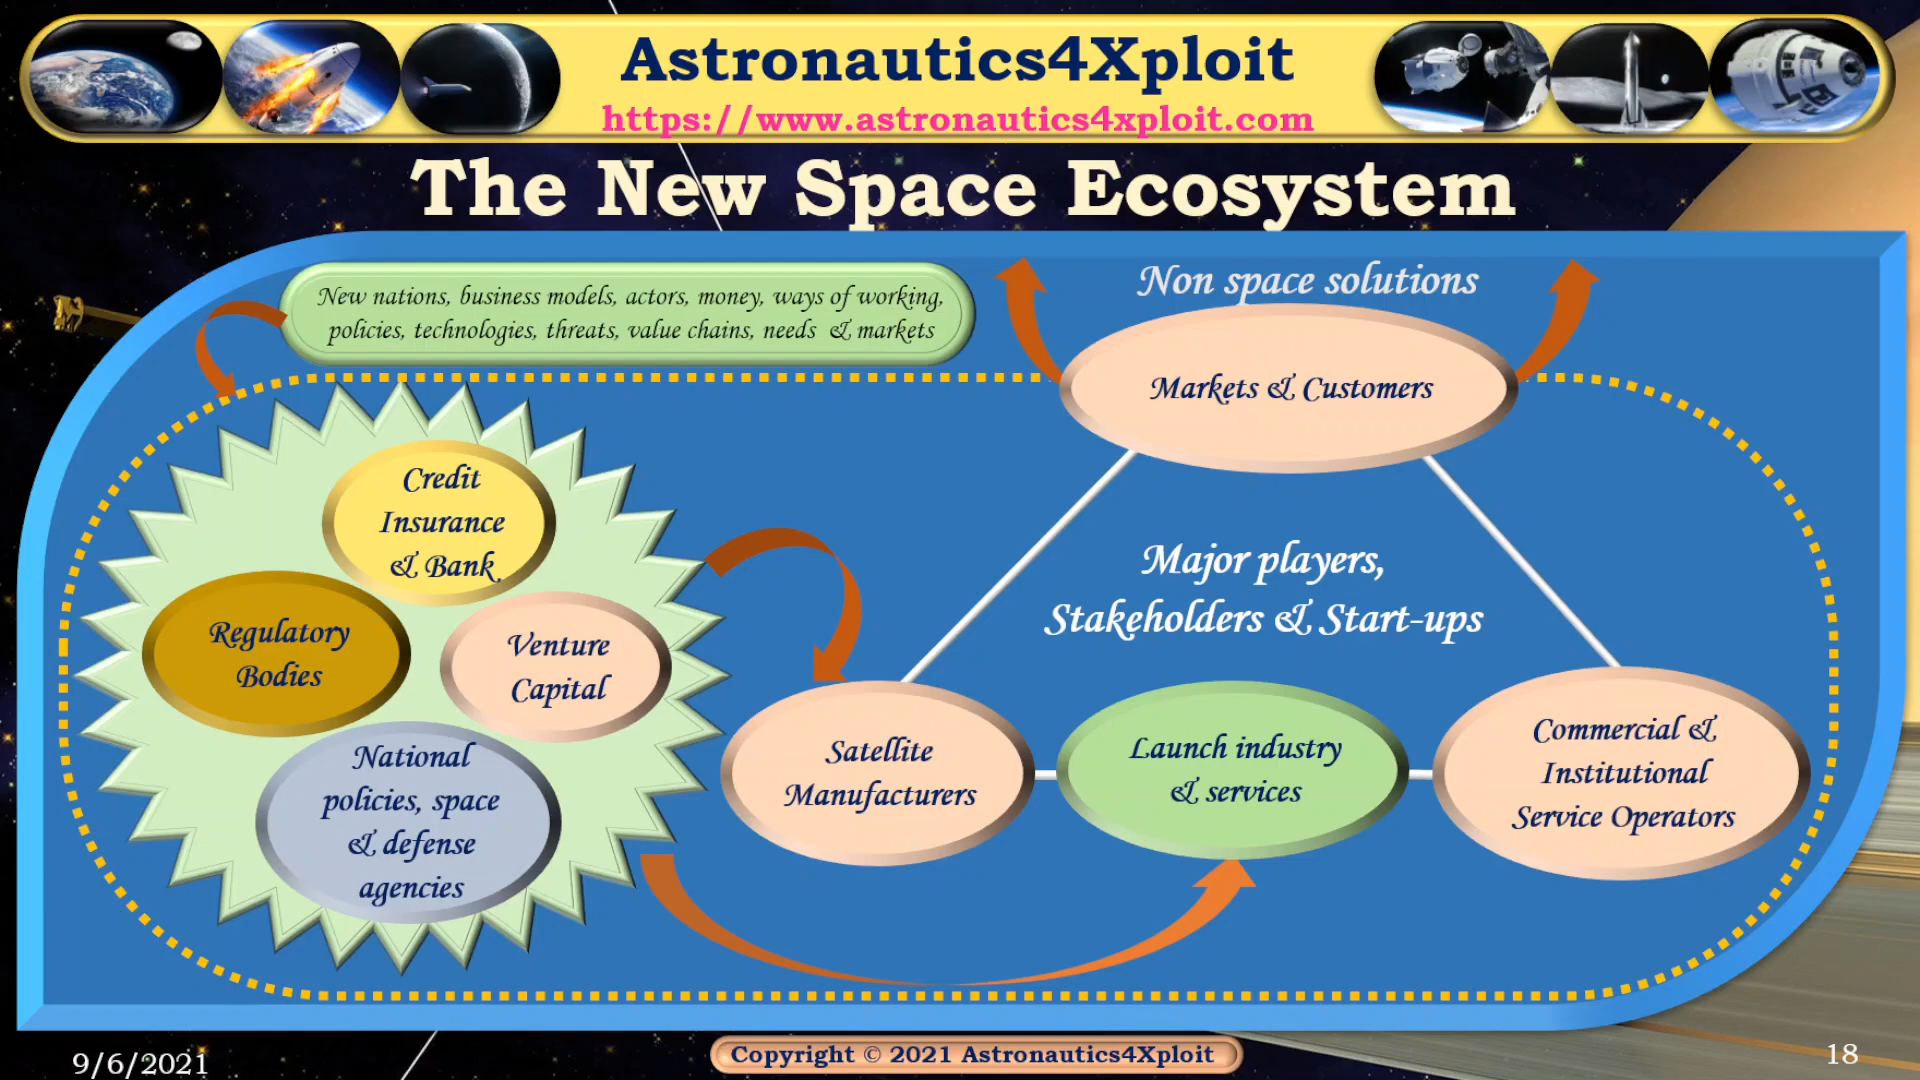 Astronautics4Xploit
https://www.astronautics4xploit.com
The New Space Ecosystem
New nations, business models, actors, money, ways of working,
policies, technologies, threats, value chains, needs & markets
Non space solutions
Markets & Customers
Credit
Insurance
& Bank
Regulatory
Bodies
Venture
Capital
National
policies, space
& defense
agencies
Major players,
Stakeholders & Start-ups
Satellite
Manufacturers
Launch industry
& services
Commercial &
Institutional
Service Operators
9/6/2021
Copyright © 2021 Astronautics4Xploit
18